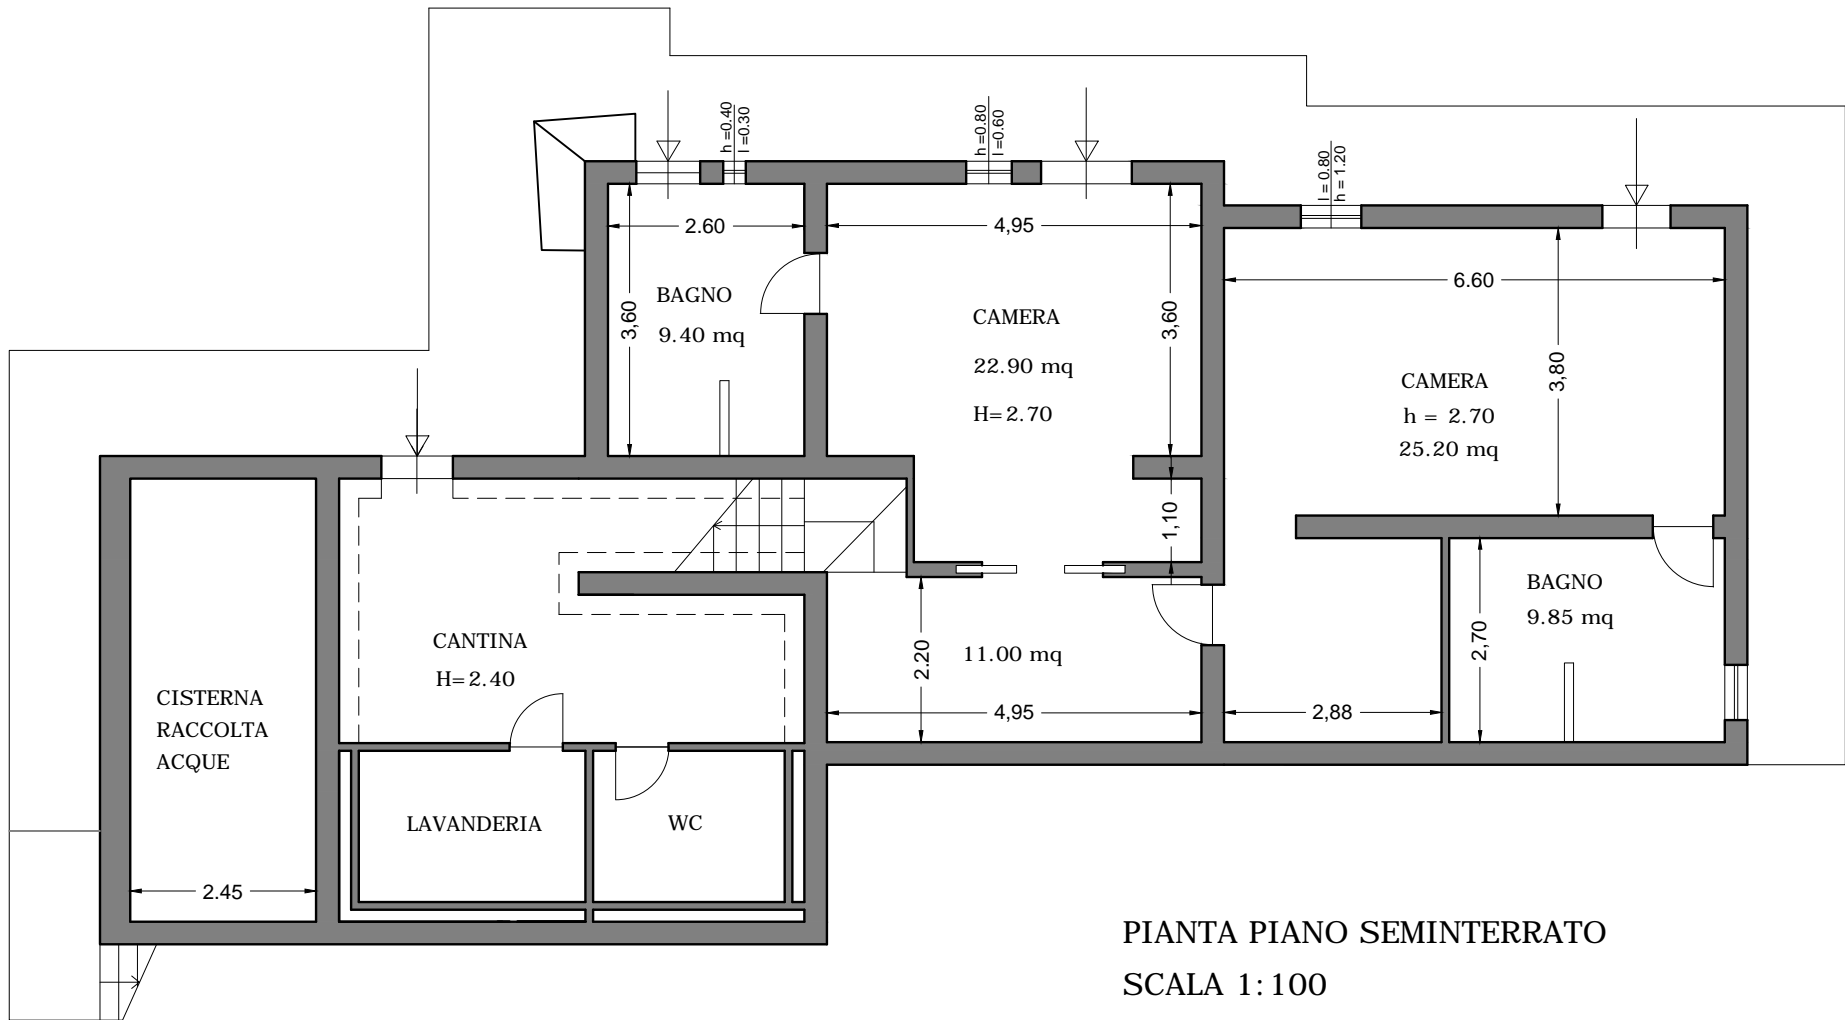 h =0.40
l =0.30
h =0.80
l =0.60
l = 0.80
h = 1.20
2.60
4,95
6.60
3,60
BAGNO
9.40 mq
CAMERA
22.90 mq
H=2.70
3,60
3,80
CAMERA
h = 2.70
25.20 mq
1,10
BAGNO
9.85 mq
2,70
CANTINA
H=2.40
2.20
11.00 mq
4,95
2,88
CISTERNA
RACCOLTA
ACQUE
LAVANDERIA
WC
2.45
PIANTA PIANO SEMINTERRATO
SCALA 1:100